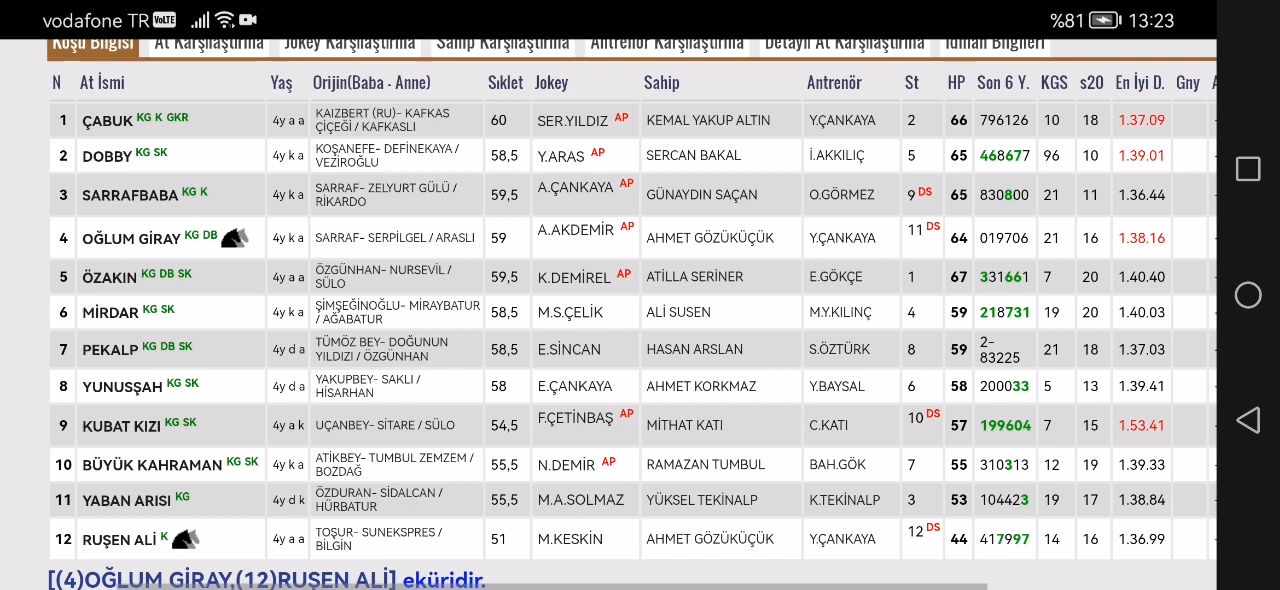 vodafone TR VoLTE %81 13:23
Koşu Bilgisi At Karşılaştırma Jokey Karşılaştırma Sahip Karşılaştırma Antrenör Karşılaştırma Detaylı At Karşılaştırma İdman Bilgileri
N At İsmi Yaş Orijin(Baba - Anne) Sıklet Jokey Sahip Antrenör St HP Son 6 Y. KGS s20 En İyi D. Gny
1 ÇABUK KG K GKR 4y a a KAIZBERT (RU)- KAFKAS ÇİÇEĞİ / KAFKASLI 60 SER.YILDIZ AP KEMAL YAKUP ALTIN Y.ÇANKAYA 2 66 796126 10 18 1.37.09
2 DOBBY KG SK 4y k a KOŞANEFE- DEFİNEKAYA / VEZİROĞLU 58,5 Y.ARAS AP SERCAN BAKAL İ.AKKILIÇ 5 65 468677 96 10 1.39.01
3 SARRAFBABA KG K 4y k a SARRAF- ZELYURT GÜLÜ / RİKARDO 59,5 A.ÇANKAYA AP GÜNAYDIN SAÇAN O.GÖRMEZ 9 DS 65 830800 21 11 1.36.44
4 OĞLUM GİRAY KG DB 4y k a SARRAF- SERPİLGEL / ARASLI 59 A.AKDEMİR AP AHMET GÖZÜKÜÇÜK Y.ÇANKAYA 11 DS 64 019706 21 16 1.38.16
5 ÖZAKIN KG DB SK 4y a a ÖZGÜNHAN- NURSEVİL / SÜLO 59,5 K.DEMİREL AP ATİLLA SERİNER E.GÖKÇE 1 67 331661 7 20 1.40.40
6 MİRDAR KG SK 4y k a ŞİMŞEĞİNOĞLU- MİRAYBATUR / AĞABATUR 58,5 M.S.ÇELİK ALİ SUSEN M.Y.KILINÇ 4 59 218731 19 20 1.40.03
7 PEKALP KG DB SK 4y d a TÜMÖZ BEY- DOĞUNUN YILDIZI / ÖZGÜNHAN 58,5 E.SİNCAN HASAN ARSLAN S.ÖZTÜRK 8 59 2-83225 21 18 1.37.03
8 YUNUSŞAH KG SK 4y d a YAKUPBEY- SAKLI / HİSARHAN 58 E.ÇANKAYA AHMET KORKMAZ Y.BAYSAL 6 58 200033 5 13 1.39.41
9 KUBAT KIZI KG SK 4y a k UÇANBEY- SİTARE / SÜLO 54,5 F.ÇETİNBAŞ AP MİTHAT KATI C.KATI 10 DS 57 199604 7 15 1.53.41
10 BÜYÜK KAHRAMAN KG SK 4y k a ATİKBEY- TUMBUL ZEMZEM / BOZDAĞ 55,5 N.DEMİR AP RAMAZAN TUMBUL BAH.GÖK 7 55 310313 12 19 1.39.33
11 YABAN ARISI KG 4y d k ÖZDURAN- SİDALCAN / HÜRBATUR 55,5 M.A.SOLMAZ YÜKSEL TEKİNALP K.TEKİNALP 3 53 104423 19 17 1.38.84
12 RUŞEN ALİ K 4y a a TOŞUR- SUNEKSPRES / BİLGİN 51 M.KESKİN AHMET GÖZÜKÜÇÜK Y.ÇANKAYA 12 DS 44 417997 14 16 1.36.99
[(4)OĞLUM GİRAY,(12)RUŞEN ALİ] eküridir.